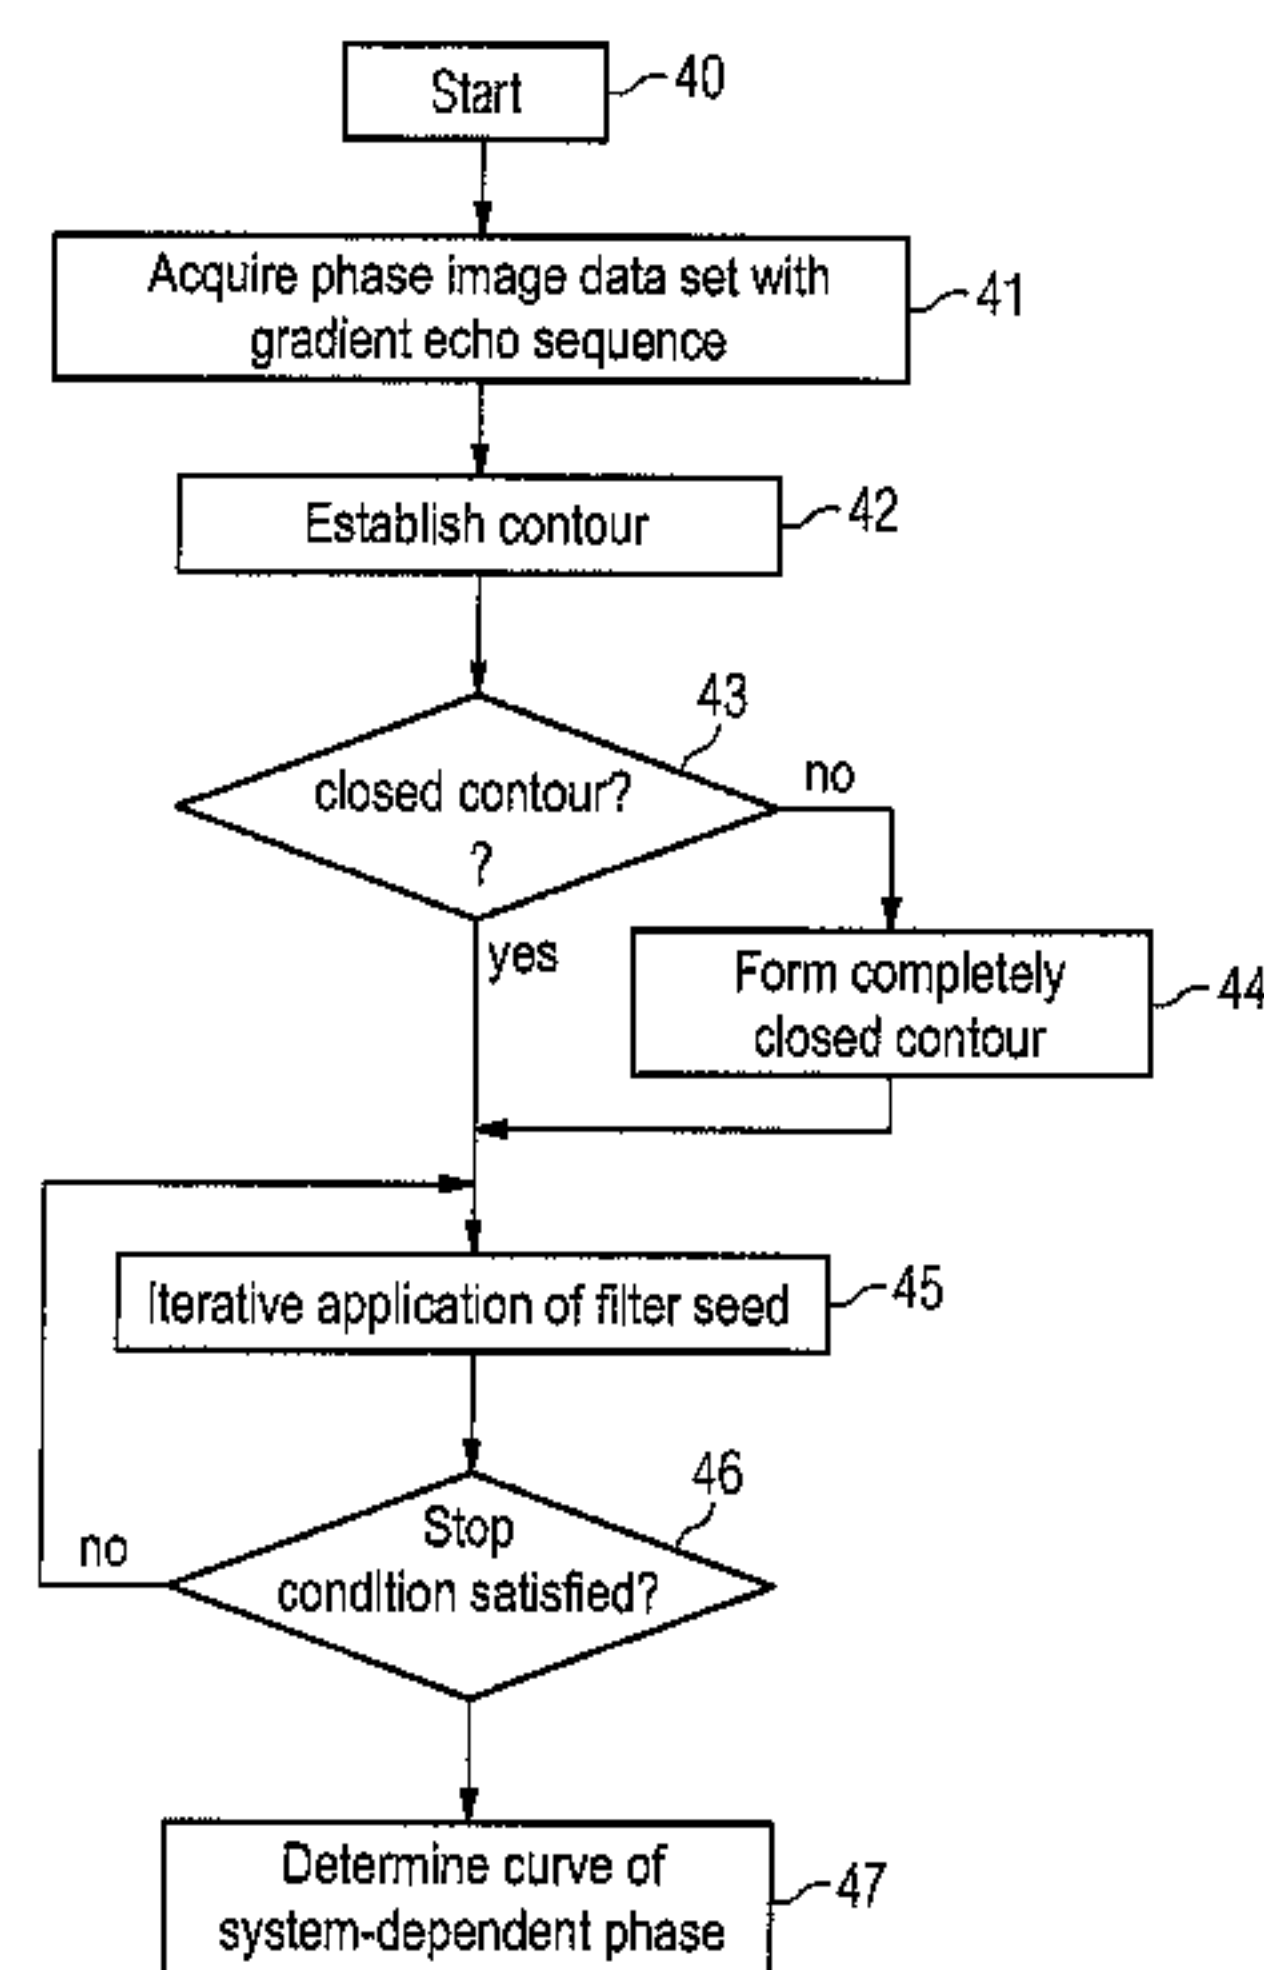 Start
40
Acquire phase image data set with
gradient echo sequence
41
Establish contour
42
43
closed contour?
?
no
yes
Form completely
closed contour
44
Iterative application of filter seed
45
46
Stop
condition satisfied?
no
Determine curve of
system-dependent phase
47